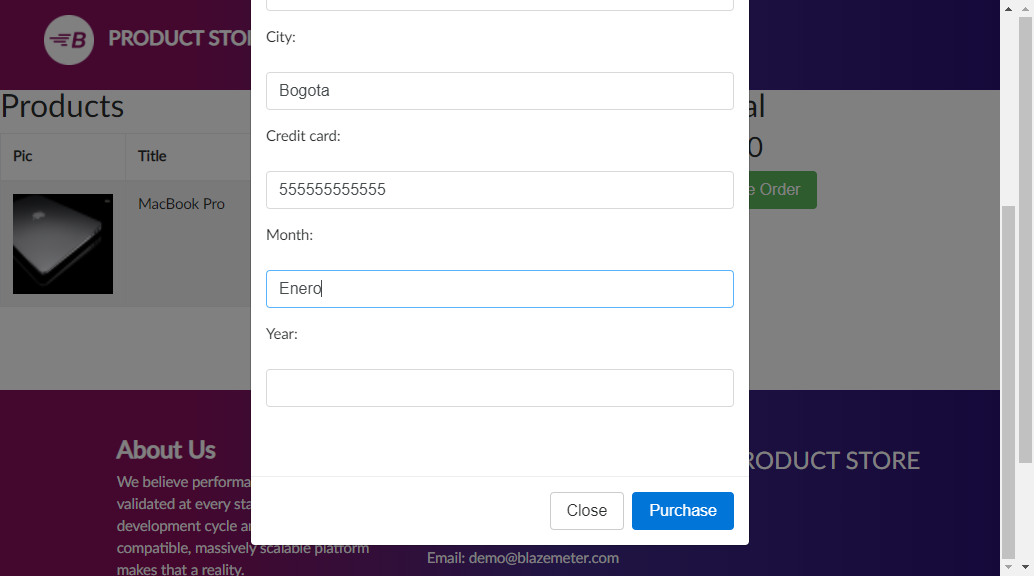 B PRODUCT STO
City:
Bogota
Products
al
Credit card:
0
Pic Title
555555555555
e Order
MacBook Pro
Month:
Enero
Year:
About Us
RODUCT STORE
We believe performa
validated at every sta
development cycle a
compatible, massively scalable platform
makes that a reality.
Close Purchase
Email: demo@blazemeter.com